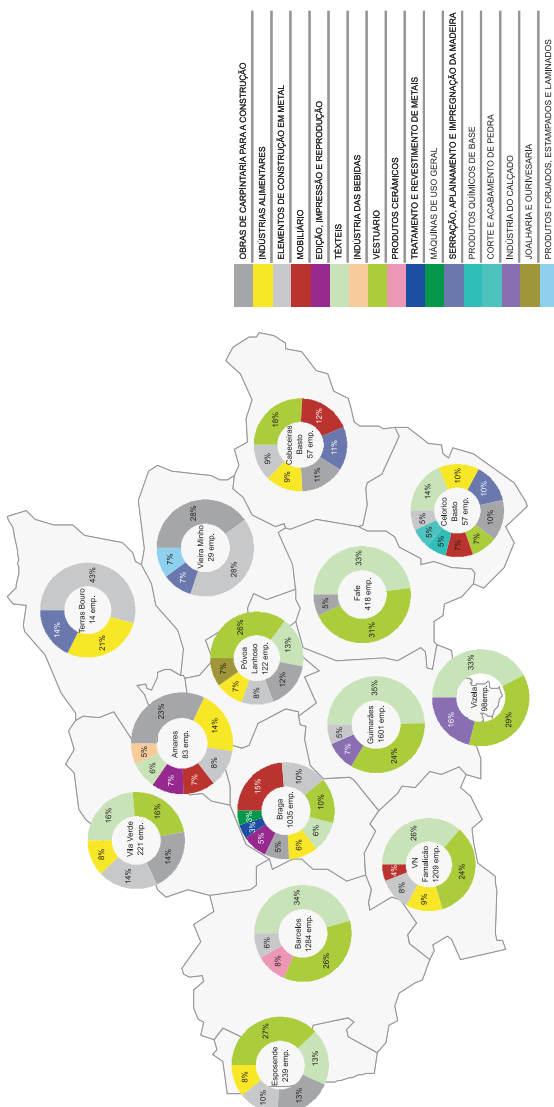 OBRAS DE CARPINTARIA PARA A CONSTRUÇÃO
INDÚSTRIAS ALIMENTARES
ELEMENTOS DE CONSTRUÇÃO EM METAL
MOBILIÁRIO
EDIÇÃO, IMPRESSÃO E REPRODUÇÃO
TÊXTEIS
INDÚSTRIA DAS BEBIDAS
VESTUÁRIO
PRODUTOS CERÂMICOS
TRATAMENTO E REVESTIMENTO DE METAIS
MÁQUINAS DE USO GERAL
SERRAÇÃO, APLAINAMENTO E IMPREGNAÇÃO DA MADEIRA
PRODUTOS QUÍMICOS DE BASE
CORTE E ACABAMENTO DE PEDRA
INDÚSTRIA DO CALÇADO
JOALHARIA E OURIVESARIA
PRODUTOS FORJADOS, ESTAMPADOS E LAMINADOS
Cabeceiras
Basto
57 emp.
18%
12%
11%
11%
9%
9%
Celorico
Basto
57 emp.
14%
10%
10%
10%
7%
7%
5%
5%
5%
Vieira Minho
29 emp.
28%
28%
7%
7%
Terras Bouro
14 emp.
43%
21%
14%
Fafe
418 emp.
33%
31%
5%
Póvoa
Lanhoso
122 emp.
26%
13%
12%
8%
7%
7%
Vizela
98emp.
33%
29%
16%
Guimarães
1601 emp.
35%
24%
7%
5%
Amares
83 emp.
23%
14%
8%
7%
7%
6%
5%
Braga
1035 emp.
15%
10%
10%
6%
6%
5%
5%
3%
3%
Vila Verde
221 emp.
16%
16%
14%
14%
8%
VN
Famalicão
1209 emp.
26%
24%
9%
8%
4%
Barcelos
1284 emp.
34%
26%
8%
6%
Esposende
239 emp.
27%
13%
13%
10%
8%